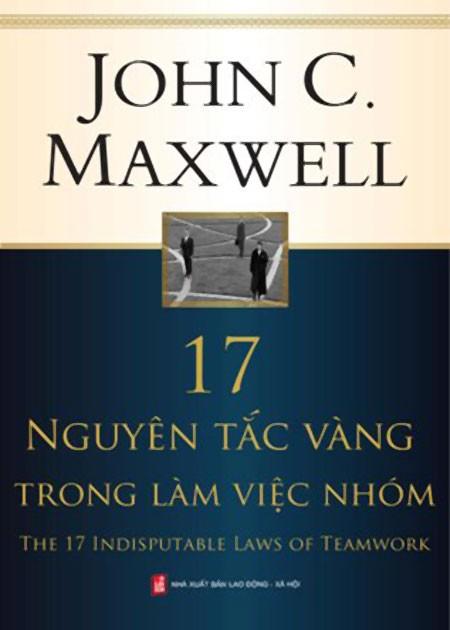 JOHN C.
MAXWELL
17
NGUYÊN TẮC VÀNG
TRONG LÀM VIỆC NHÓM
THE 17 INDISPUTABLE LAWS OF TEAMWORK
NHÀ XUẤT BẢN LAO ĐỘNG - XÃ HỘI